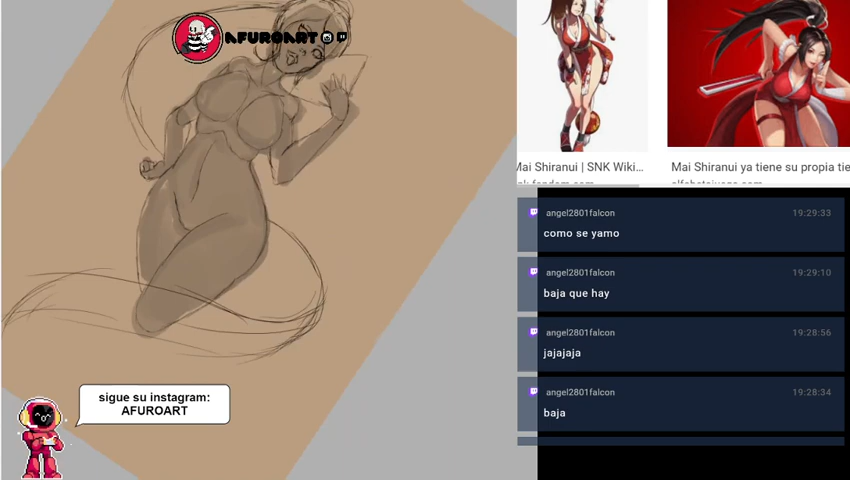 AFUROART
Mai Shiranui | SNK Wiki...
Mai Shiranui ya tiene su propia tie
angel2801falcon 19:29:33
como se yamo
angel2801falcon 19:29:10
baja que hay
angel2801falcon 19:28:56
jajajaja
angel2801falcon 19:28:34
baja
sigue su instagram:
AFUROART